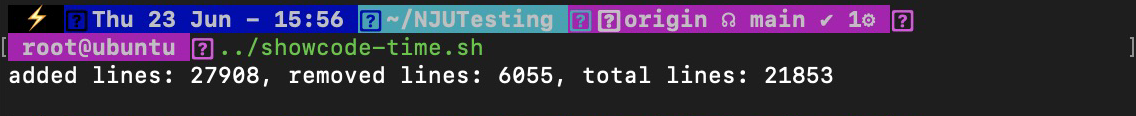 ⚡ Thu 23 Jun - 15:56 ~/NJUTesting origin ☊ main ✔ 1⚙
[ root@ubuntu ../showcode-time.sh ]
added lines: 27908, removed lines: 6055, total lines: 21853